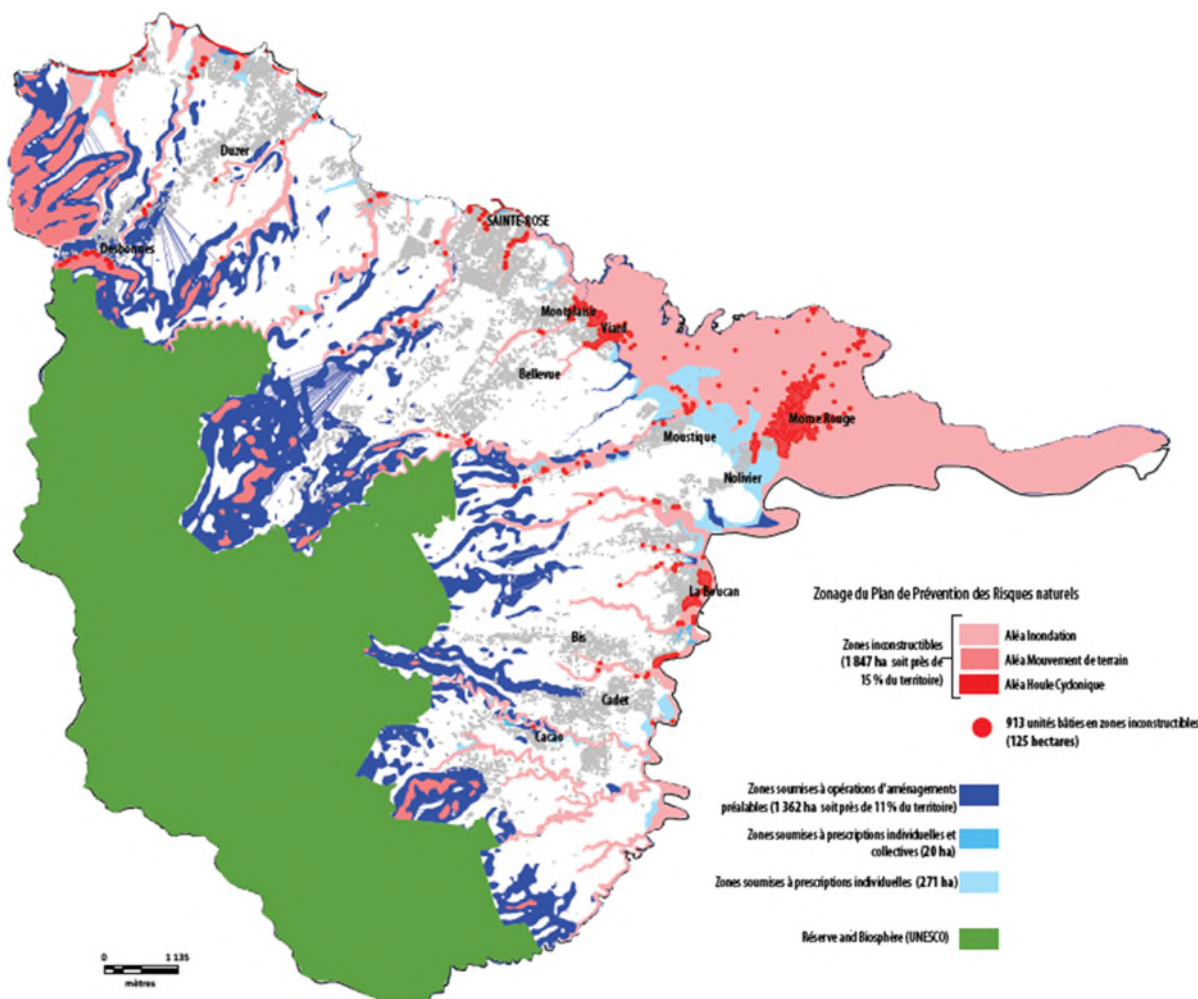 Duzer
Desbonnes
SAINTE-ROSE
Montplaisir
Viard
Bellevue
Morne Rouge
Moustique
Nolivier
La Boucan
Bis
Cadet
Cacao
Zonage du Plan de Prévention des Risques naturels
Zones inconstructibles
(1 847 ha soit près de
15 % du territoire)
Aléa Inondation
Aléa Mouvement de terrain
Aléa Houle Cyclonique
913 unités bâties en zones inconstructibles
(125 hectares)
Zones soumises à opérations d'aménagements
préalables (1 362 ha soit près de 11 % du territoire)
Zones soumises à prescriptions individuelles et
collectives (20 ha)
Zones soumises à prescriptions individuelles (271 ha)
Réserve and Biosphère (UNESCO)
0 1 135
mètres